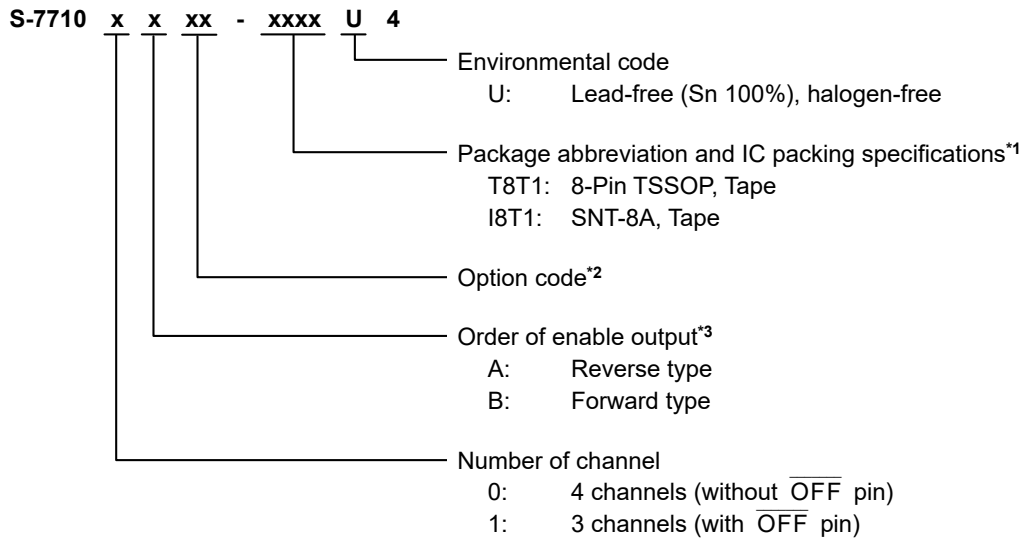 S-7710 x x xx - xxxx U 4
Environmental code
U: Lead-free (Sn 100%), halogen-free
Package abbreviation and IC packing specifications*1
T8T1: 8-Pin TSSOP, Tape
I8T1: SNT-8A, Tape
Option code*2
Order of enable output*3
A: Reverse type
B: Forward type
Number of channel
0: 4 channels (without O̅F̅F̅ pin)
1: 3 channels (with O̅F̅F̅ pin)